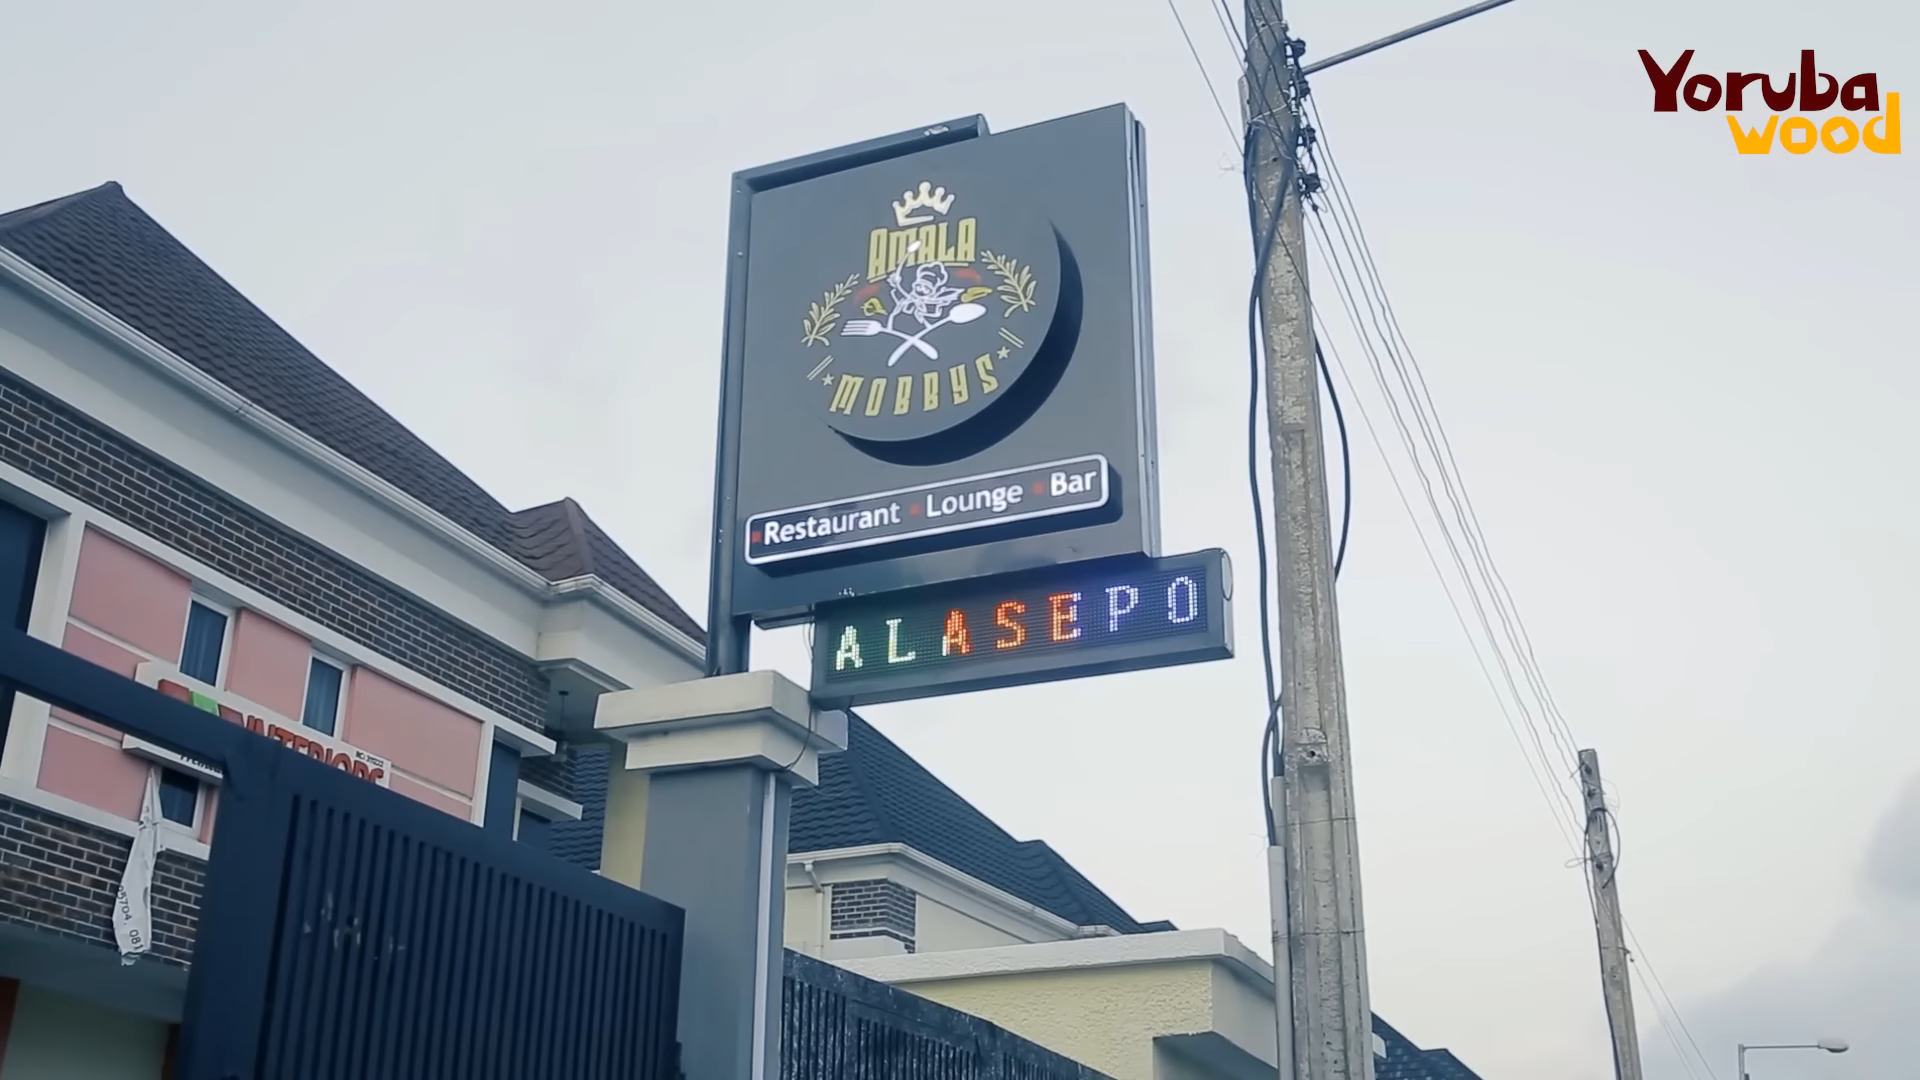 Yoruba
wood
AMALA
MOBBYS
Restaurant Lounge Bar
ALASEPO
INTERIORS